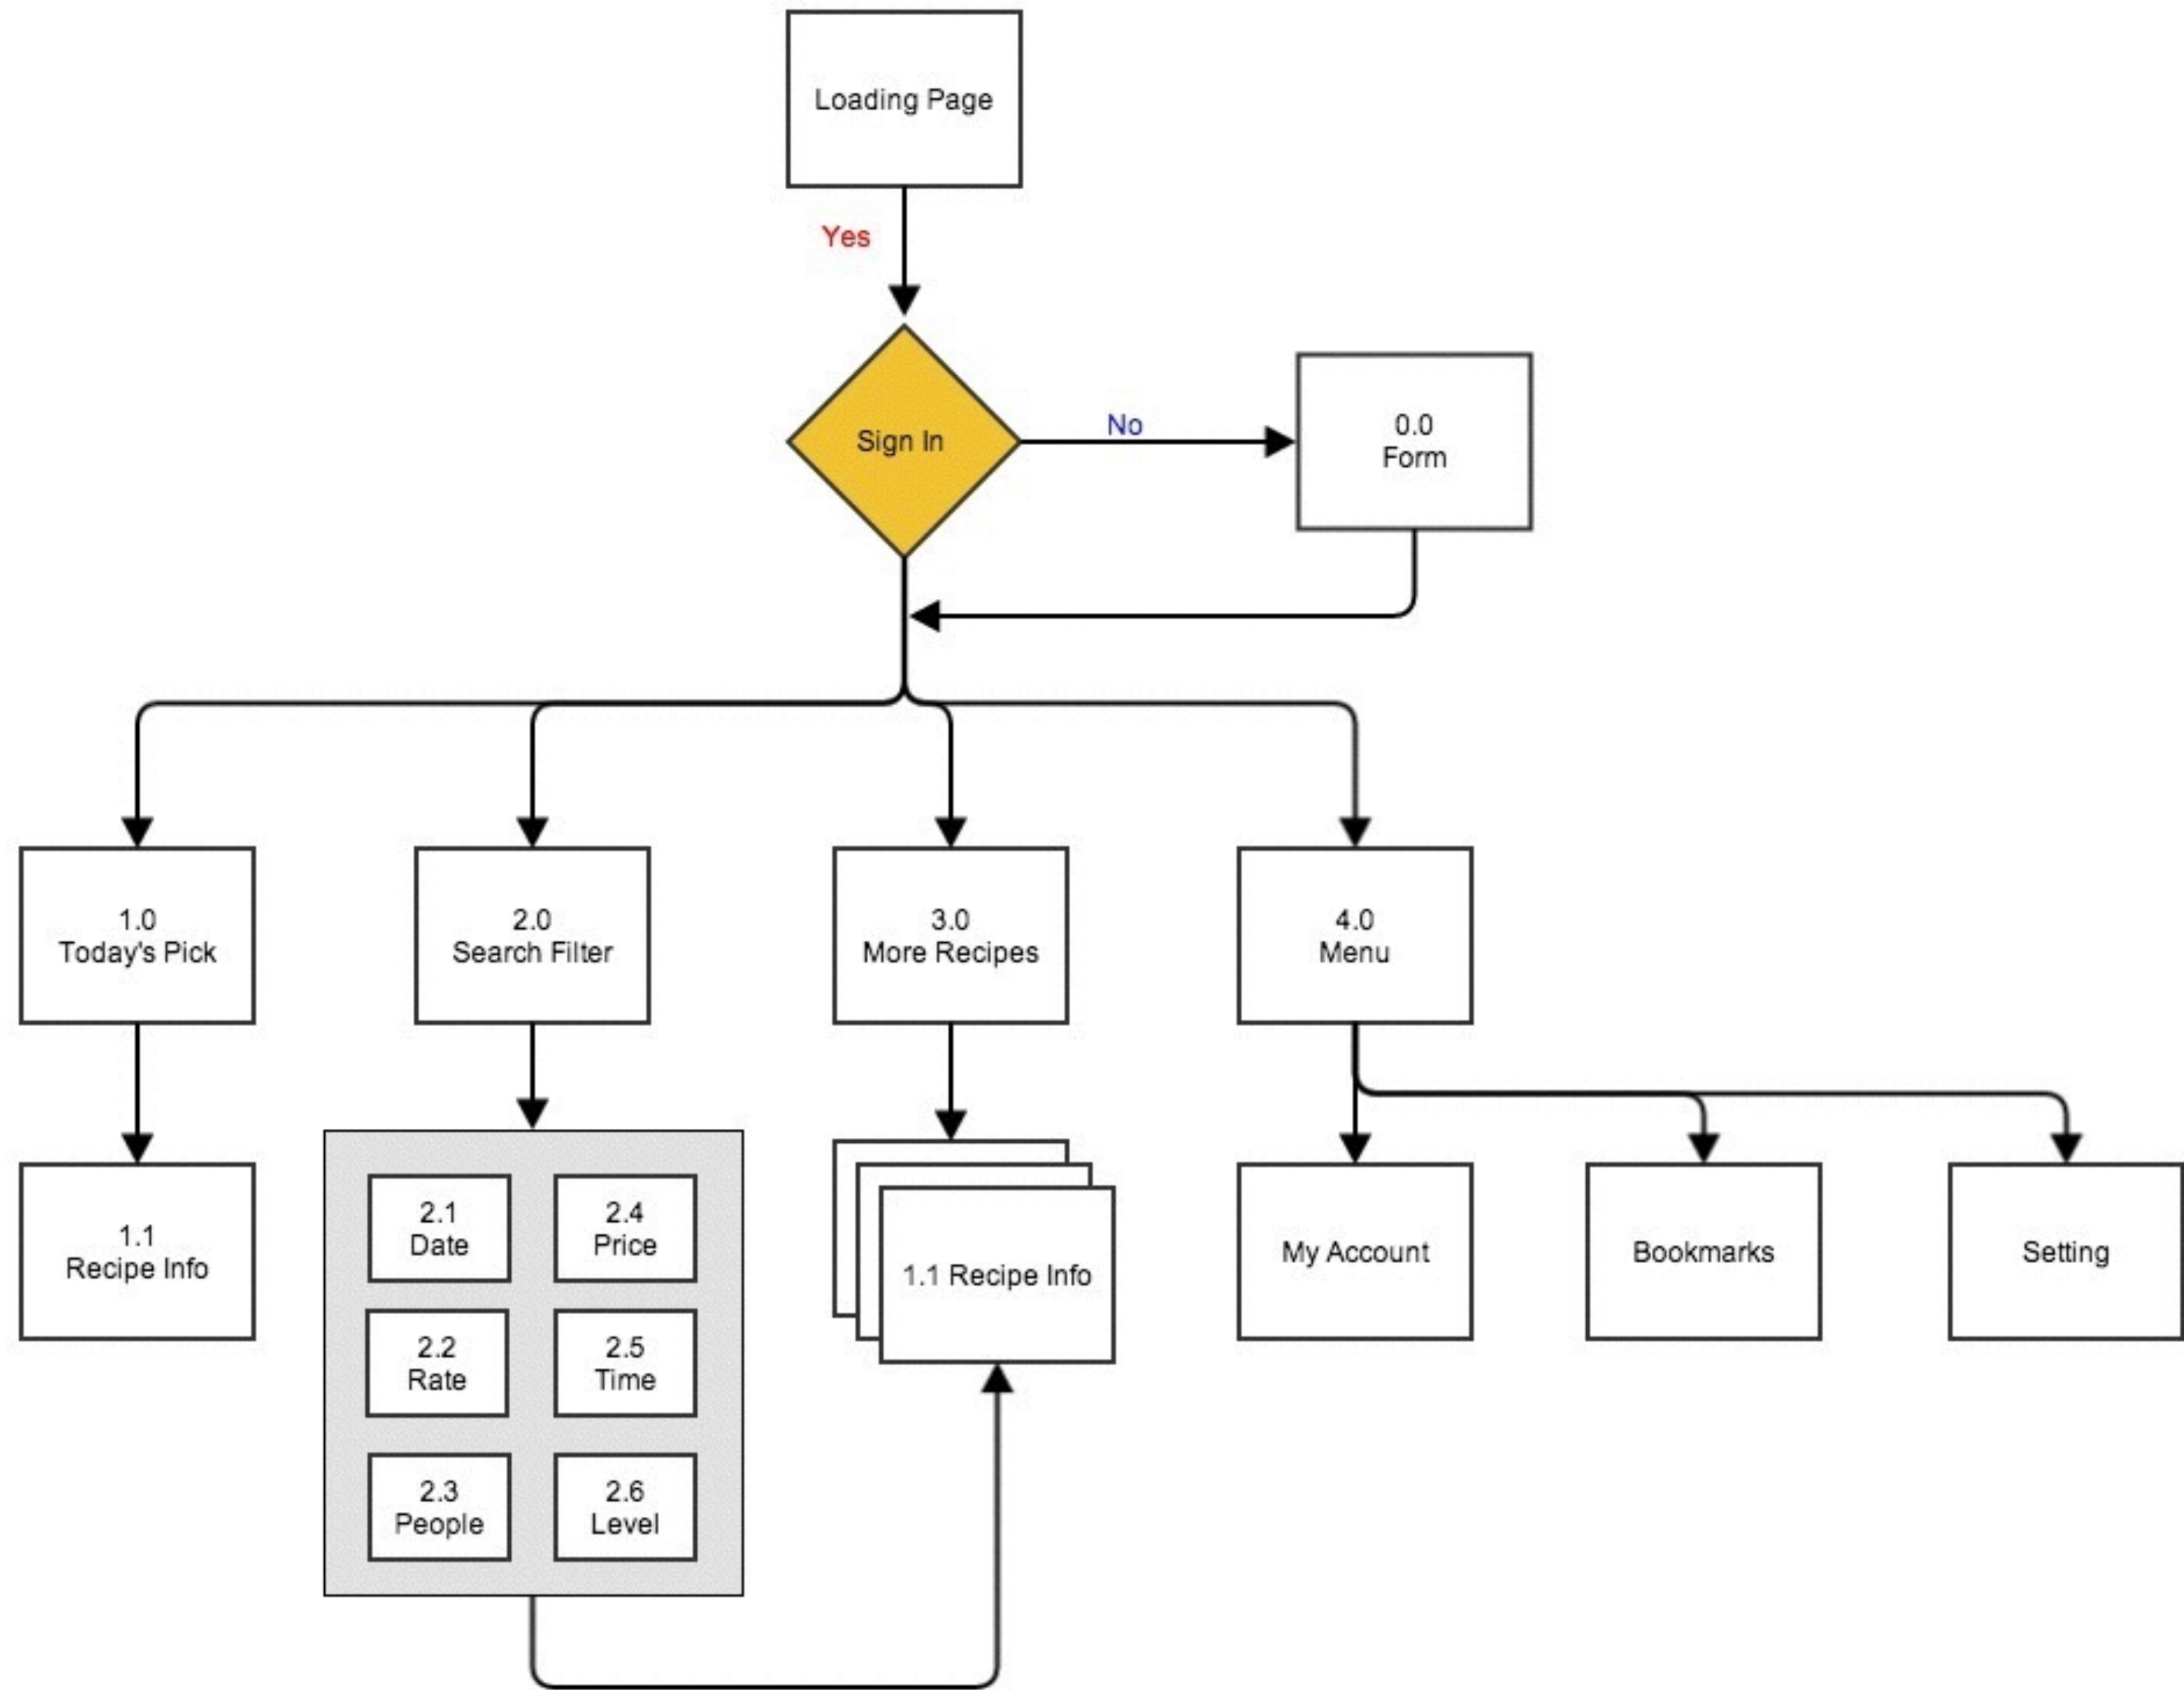 Loading Page
Yes
Sign In
No
0.0
Form
1.0
Today's Pick
2.0
Search Filter
3.0
More Recipes
4.0
Menu
1.1
Recipe Info
2.1
Date
2.4
Price
2.2
Rate
2.5
Time
2.3
People
2.6
Level
1.1 Recipe Info
My Account
Bookmarks
Setting